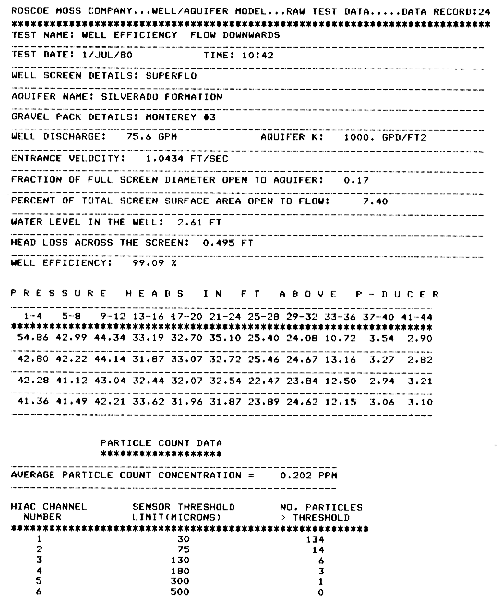 ROSCOE MOSS COMPANY...WELL/AQUIFER MODEL...RAW TEST DATA.....DATA RECORD:24
****************************************************************************
TEST NAME: WELL EFFICIENCY FLOW DOWNWARDS
TEST DATE: 1/JUL/80 TIME: 10:42
WELL SCREEN DETAILS: SUPERFLO
AQUIFER NAME: SILVERADO FORMATION
GRAVEL PACK DETAILS: MONTEREY #3
WELL DISCHARGE: 75.6 GPM AQUIFER K: 1000. GPD/FT2
ENTRANCE VELOCITY: 1.0434 FT/SEC
FRACTION OF FULL SCREEN DIAMETER OPEN TO AQUIFER: 0.17
PERCENT OF TOTAL SCREEN SURFACE AREA OPEN TO FLOW: 7.40
WATER LEVEL IN THE WELL: 2.61 FT
HEAD LOSS ACROSS THE SCREEN: 0.495 FT
WELL EFFICIENCY: 99.09 %
P R E S S U R E H E A D S I N F T A B O V E P - D U C E R
1-4 5-8 9-12 13-16 17-20 21-24 25-28 29-32 33-36 37-40 41-44
****************************************************************************
54.86 42.99 44.34 33.19 32.70 35.10 25.40 24.08 10.72 3.54 2.90
42.80 42.22 44.14 31.87 33.07 32.72 25.46 24.67 13.16 3.27 2.82
42.28 41.12 43.04 32.44 32.07 32.54 22.47 23.84 12.50 2.94 3.21
41.36 41.49 42.21 33.62 31.96 31.87 23.89 24.62 12.15 3.06 3.10
PARTICLE COUNT DATA
*******************
AVERAGE PARTICLE COUNT CONCENTRATION = 0.202 PPM
HIAC CHANNEL SENSOR THRESHOLD NO. PARTICLES
NUMBER LIMIT(MICRONS) > THRESHOLD
****************************************************************
1 30 134
2 75 14
3 130 6
4 180 3
5 300 1
6 500 0